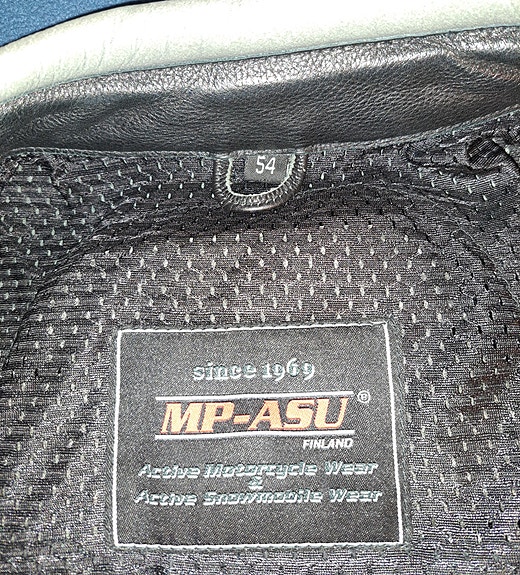 54
since 1969
MP-ASU®
FINLAND
Active Motorcycle Wear
&
Active Snowmobile Wear